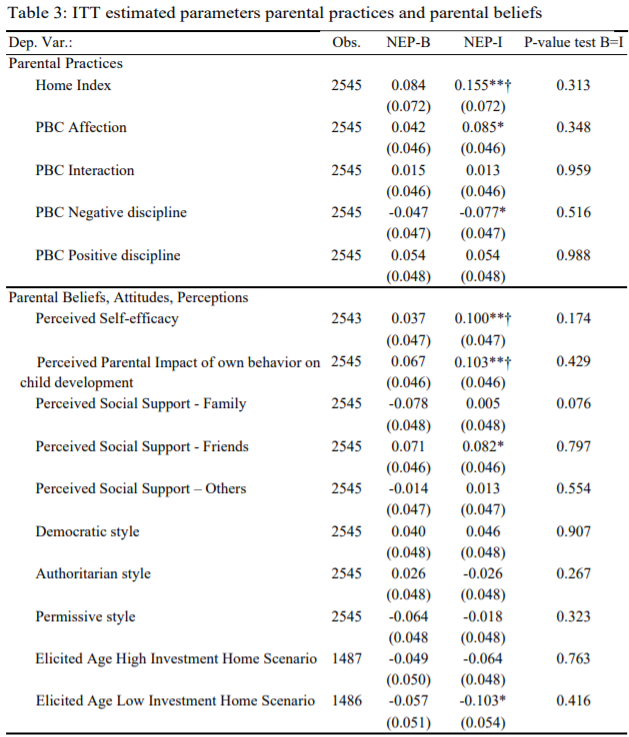 Table 3: ITT estimated parameters parental practices and parental beliefs
Dep. Var.: Obs. NEP-B NEP-I P-value test B=I
Parental Practices
Home Index 2545 0.084 0.155**† 0.313
(0.072) (0.072)
PBC Affection 2545 0.042 0.085* 0.348
(0.046) (0.046)
PBC Interaction 2545 0.015 0.013 0.959
(0.046) (0.046)
PBC Negative discipline 2545 -0.047 -0.077* 0.516
(0.047) (0.047)
PBC Positive discipline 2545 0.054 0.054 0.988
(0.048) (0.048)
Parental Beliefs, Attitudes, Perceptions
Perceived Self-efficacy 2543 0.037 0.100**† 0.174
(0.047) (0.047)
Perceived Parental Impact of own behavior on 2545 0.067 0.103**† 0.429
child development (0.046) (0.046)
Perceived Social Support - Family 2545 -0.078 0.005 0.076
(0.048) (0.048)
Perceived Social Support - Friends 2545 0.071 0.082* 0.797
(0.046) (0.046)
Perceived Social Support – Others 2545 -0.014 0.013 0.554
(0.047) (0.047)
Democratic style 2545 0.040 0.046 0.907
(0.048) (0.048)
Authoritarian style 2545 0.026 -0.026 0.267
(0.048) (0.048)
Permissive style 2545 -0.064 -0.018 0.323
(0.048 (0.048)
Elicited Age High Investment Home Scenario 1487 -0.049 -0.064 0.763
(0.050) (0.048)
Elicited Age Low Investment Home Scenario 1486 -0.057 -0.103* 0.416
(0.051) (0.054)